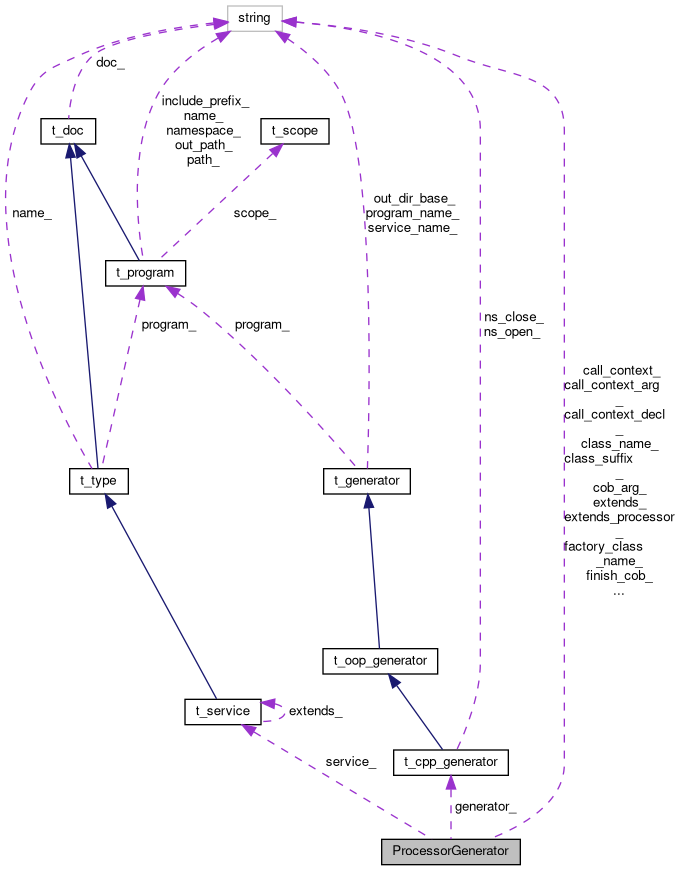 string
doc_
include_prefix_
name_
namespace_
out_path_
path_
t_doc
t_scope
name_
scope_
out_dir_base_
program_name_
service_name_
t_program
program_
program_
ns_close_
ns_open_
call_context_
call_context_arg
_
call_context_decl
_
class_name_
class_suffix
_
cob_arg_
extends_
extends_processor
_
factory_class
_name_
finish_cob_
...
t_type
t_generator
t_oop_generator
t_service
extends_
service_
t_cpp_generator
generator_
ProcessorGenerator